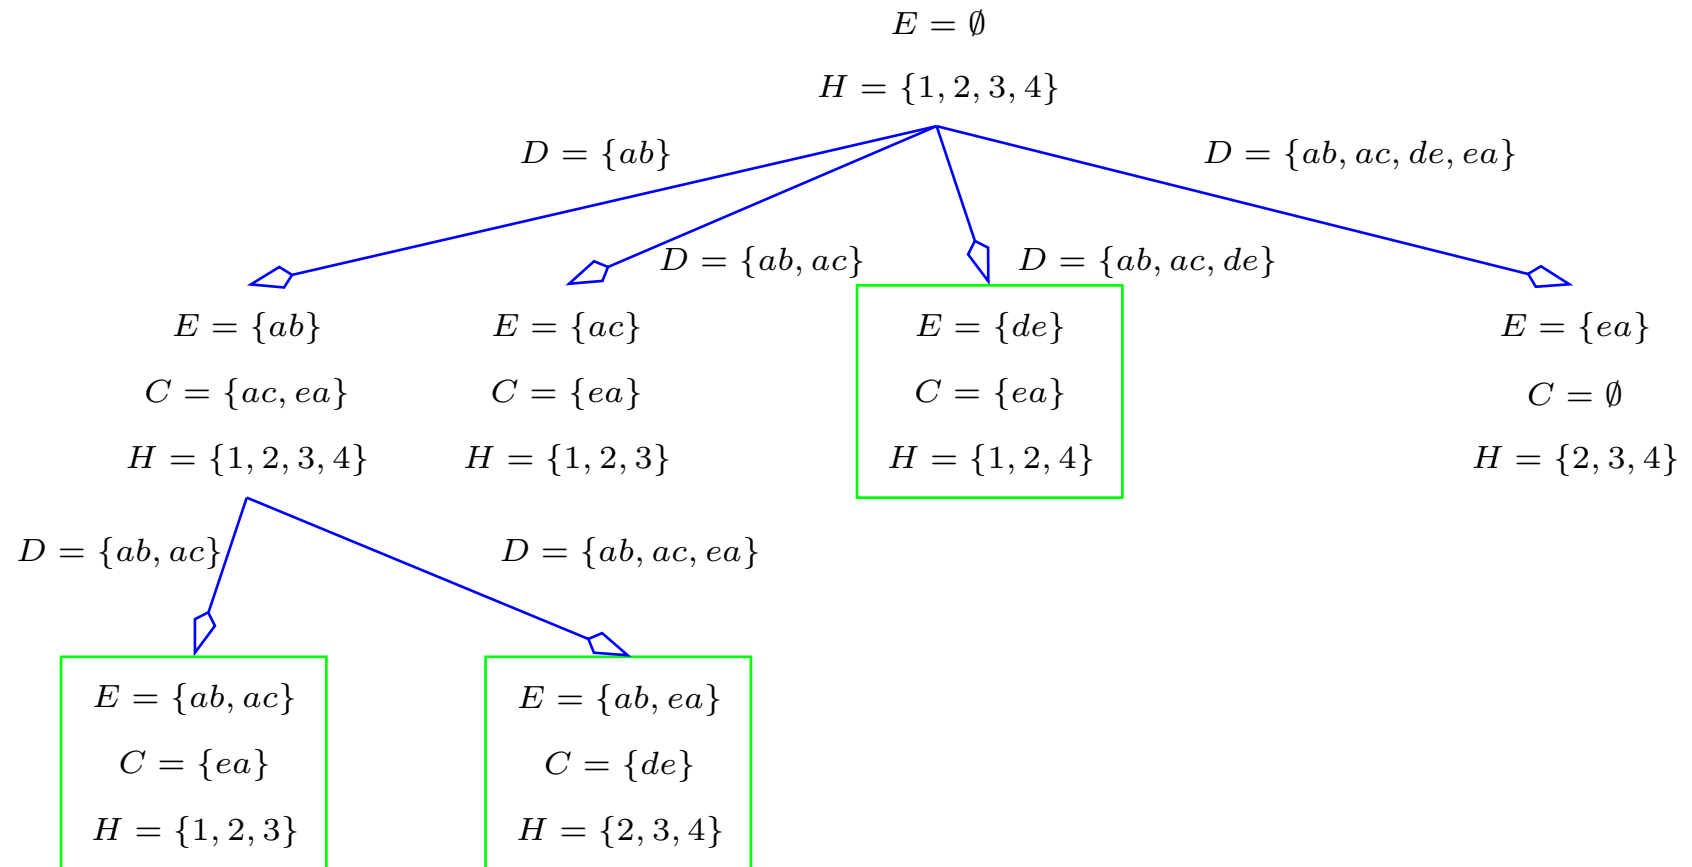 E = ∅
H = {1, 2, 3, 4}
D = {ab}
D = {ab, ac, de, ea}
D = {ab, ac}
D = {ab, ac, de}
E = {ab}
C = {ac, ea}
H = {1, 2, 3, 4}
E = {ac}
C = {ea}
H = {1, 2, 3}
E = {de}
C = {ea}
H = {1, 2, 4}
E = {ea}
C = ∅
H = {2, 3, 4}
D = {ab, ac}
D = {ab, ac, ea}
E = {ab, ac}
C = {ea}
H = {1, 2, 3}
E = {ab, ea}
C = {de}
H = {2, 3, 4}